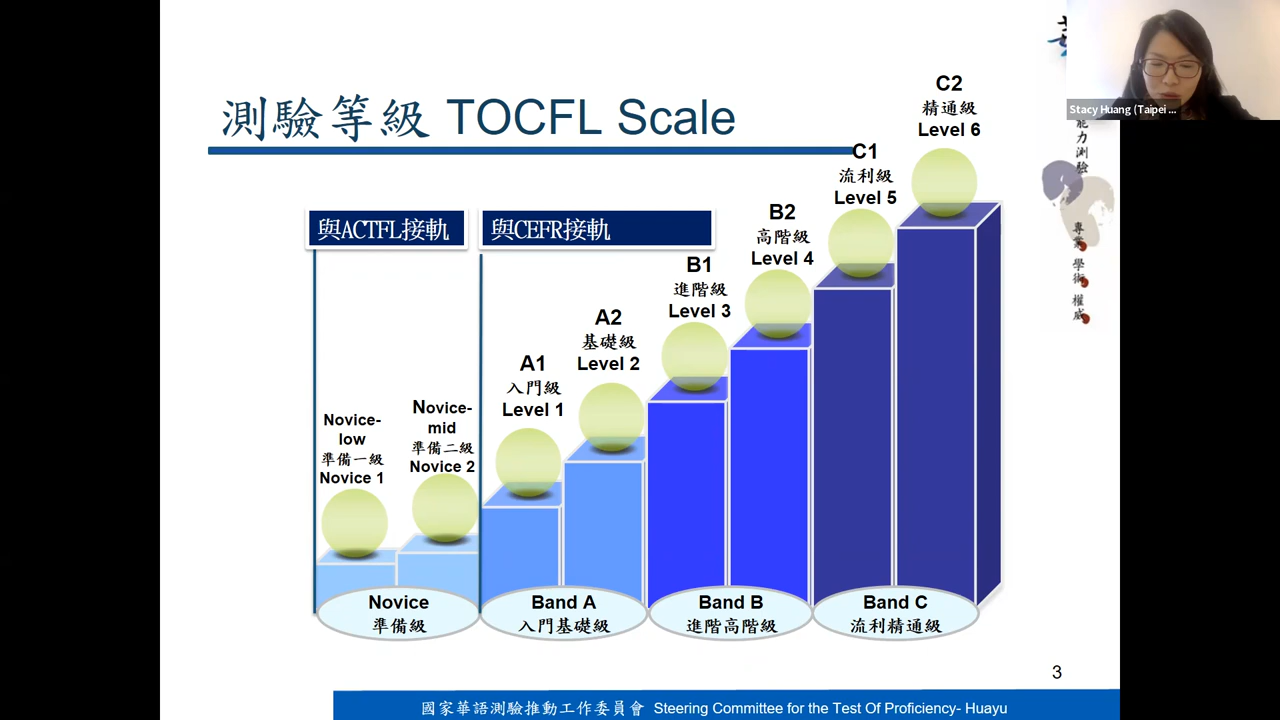 Stacy Huang (Taipei ...
測驗等級 TOCFL Scale
與ACTFL接軌
與CEFR接軌
Novice-
low
準備一級
Novice 1
Novice-
mid
準備二級
Novice 2
A1
入門級
Level 1
A2
基礎級
Level 2
B1
進階級
Level 3
B2
高階級
Level 4
C1
流利級
Level 5
C2
精通級
Level 6
Novice
準備級
Band A
入門基礎級
Band B
進階高階級
Band C
流利精通級
能力測驗
專業 學術 權威
3
國家華語測驗推動工作委員會 Steering Committee for the Test Of Proficiency- Huayu